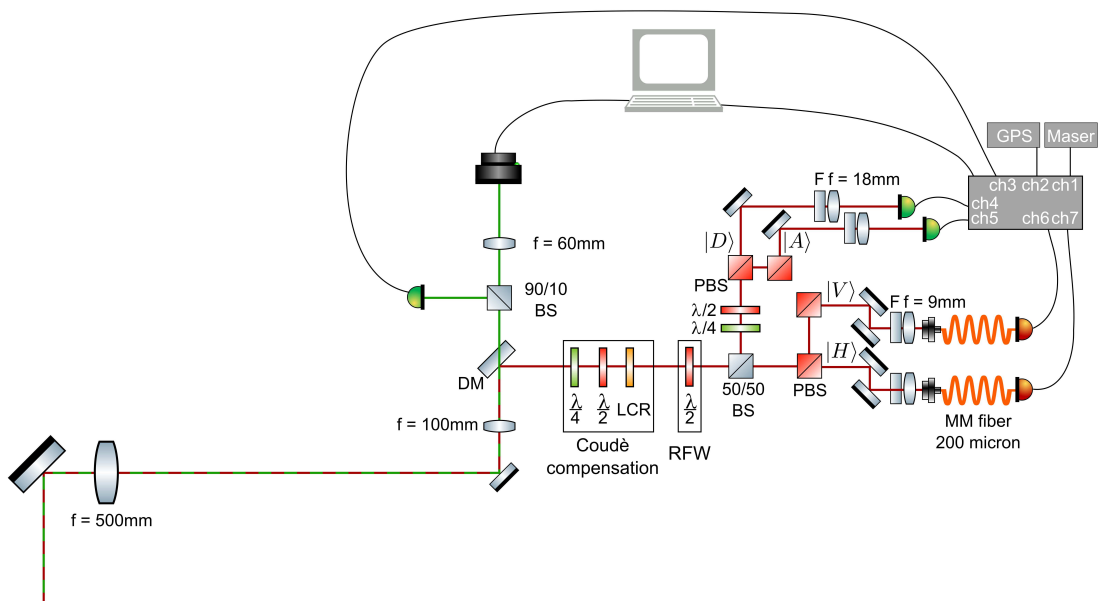 GPS
Maser
ch3 ch2 ch1
ch4
ch5
ch6 ch7
F f = 18mm
|D⟩
|A⟩
f = 60mm
PBS
90/10
BS
λ/2
λ/4
|V⟩
F f = 9mm
|H⟩
DM
λ/4
λ/2
LCR
λ/2
50/50
BS
PBS
f = 100mm
Coudè
compensation
RFW
MM fiber
200 micron
f = 500mm